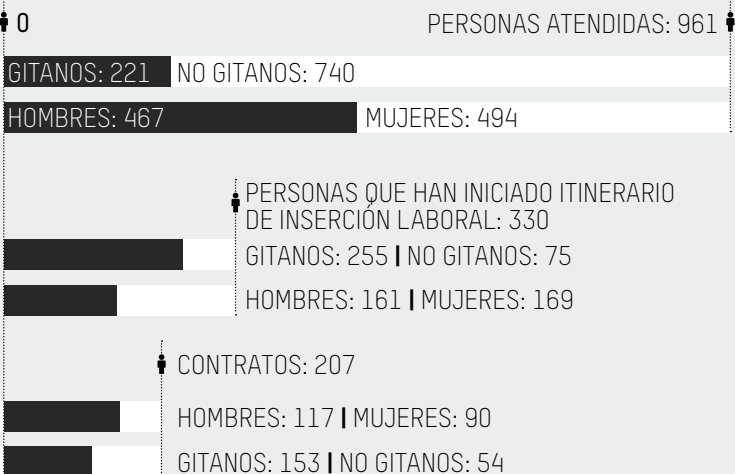 0 PERSONAS ATENDIDAS: 961
GITANOS: 221 NO GITANOS: 740
HOMBRES: 467 MUJERES: 494
PERSONAS QUE HAN INICIADO ITINERARIO
DE INSERCIÓN LABORAL: 330
GITANOS: 255 | NO GITANOS: 75
HOMBRES: 161 | MUJERES: 169
CONTRATOS: 207
HOMBRES: 117 | MUJERES: 90
GITANOS: 153 | NO GITANOS: 54